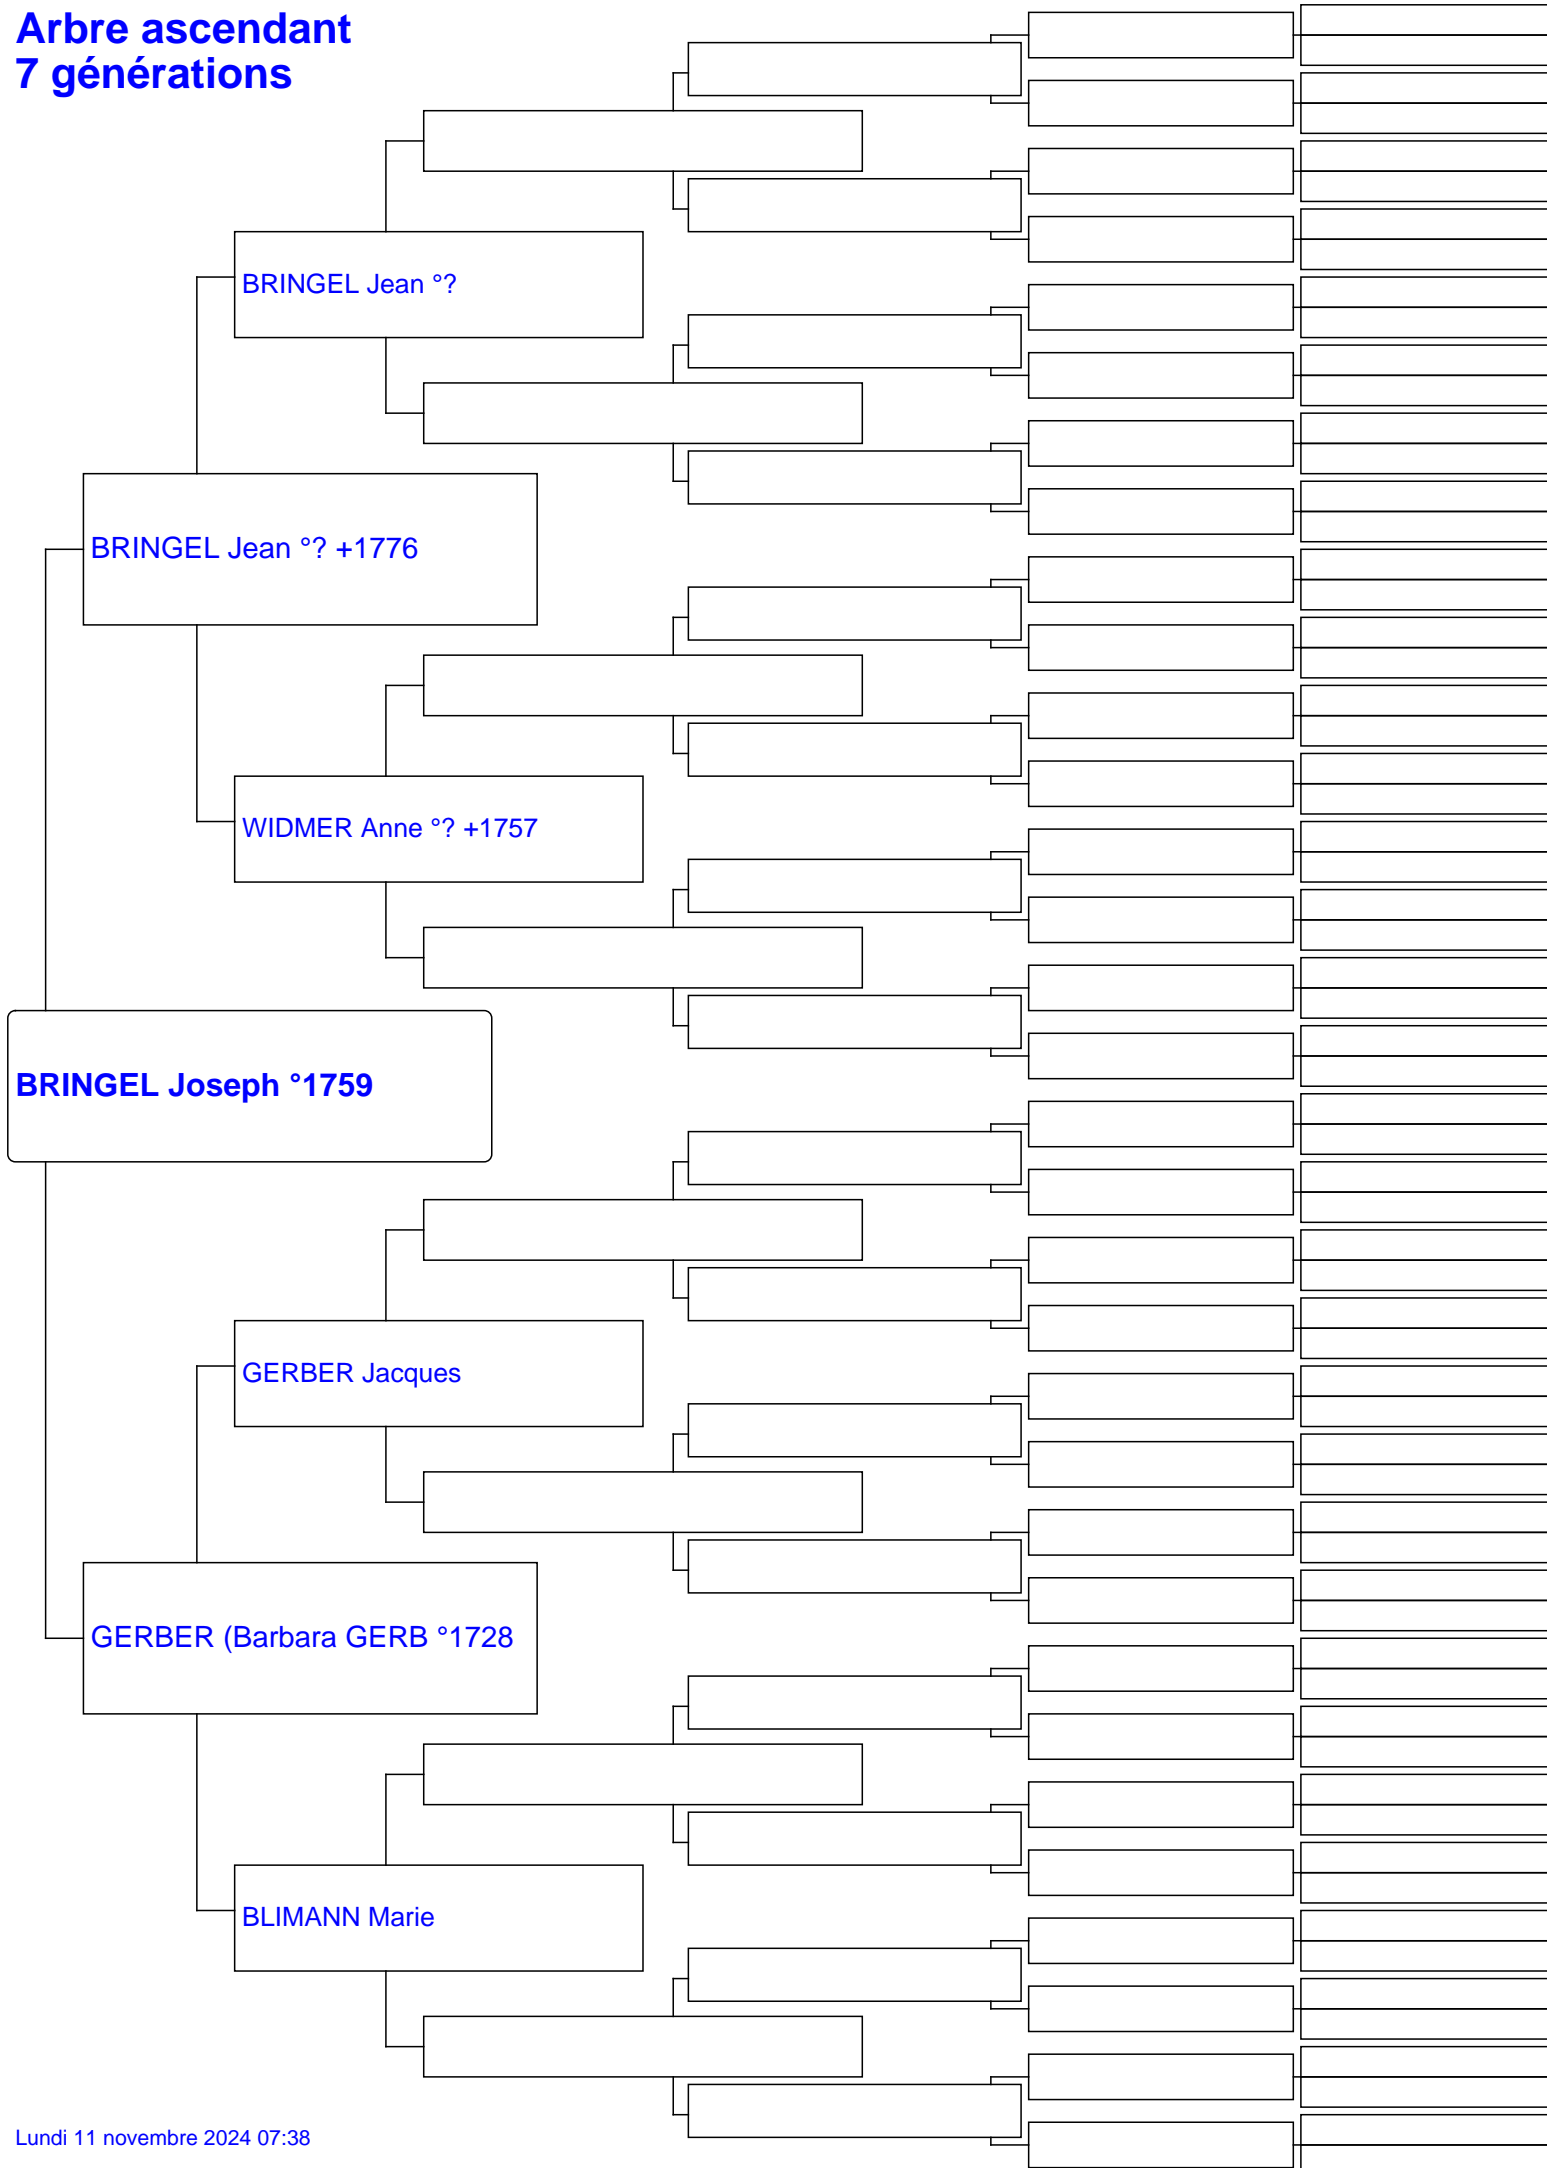 Arbre ascendant
7 générations
BRINGEL Jean °?
BRINGEL Jean °? +1776
WIDMER Anne °? +1757
BRINGEL Joseph °1759
GERBER Jacques
GERBER (Barbara GERB °1728
BLIMANN Marie
Lundi 11 novembre 2024 07:38